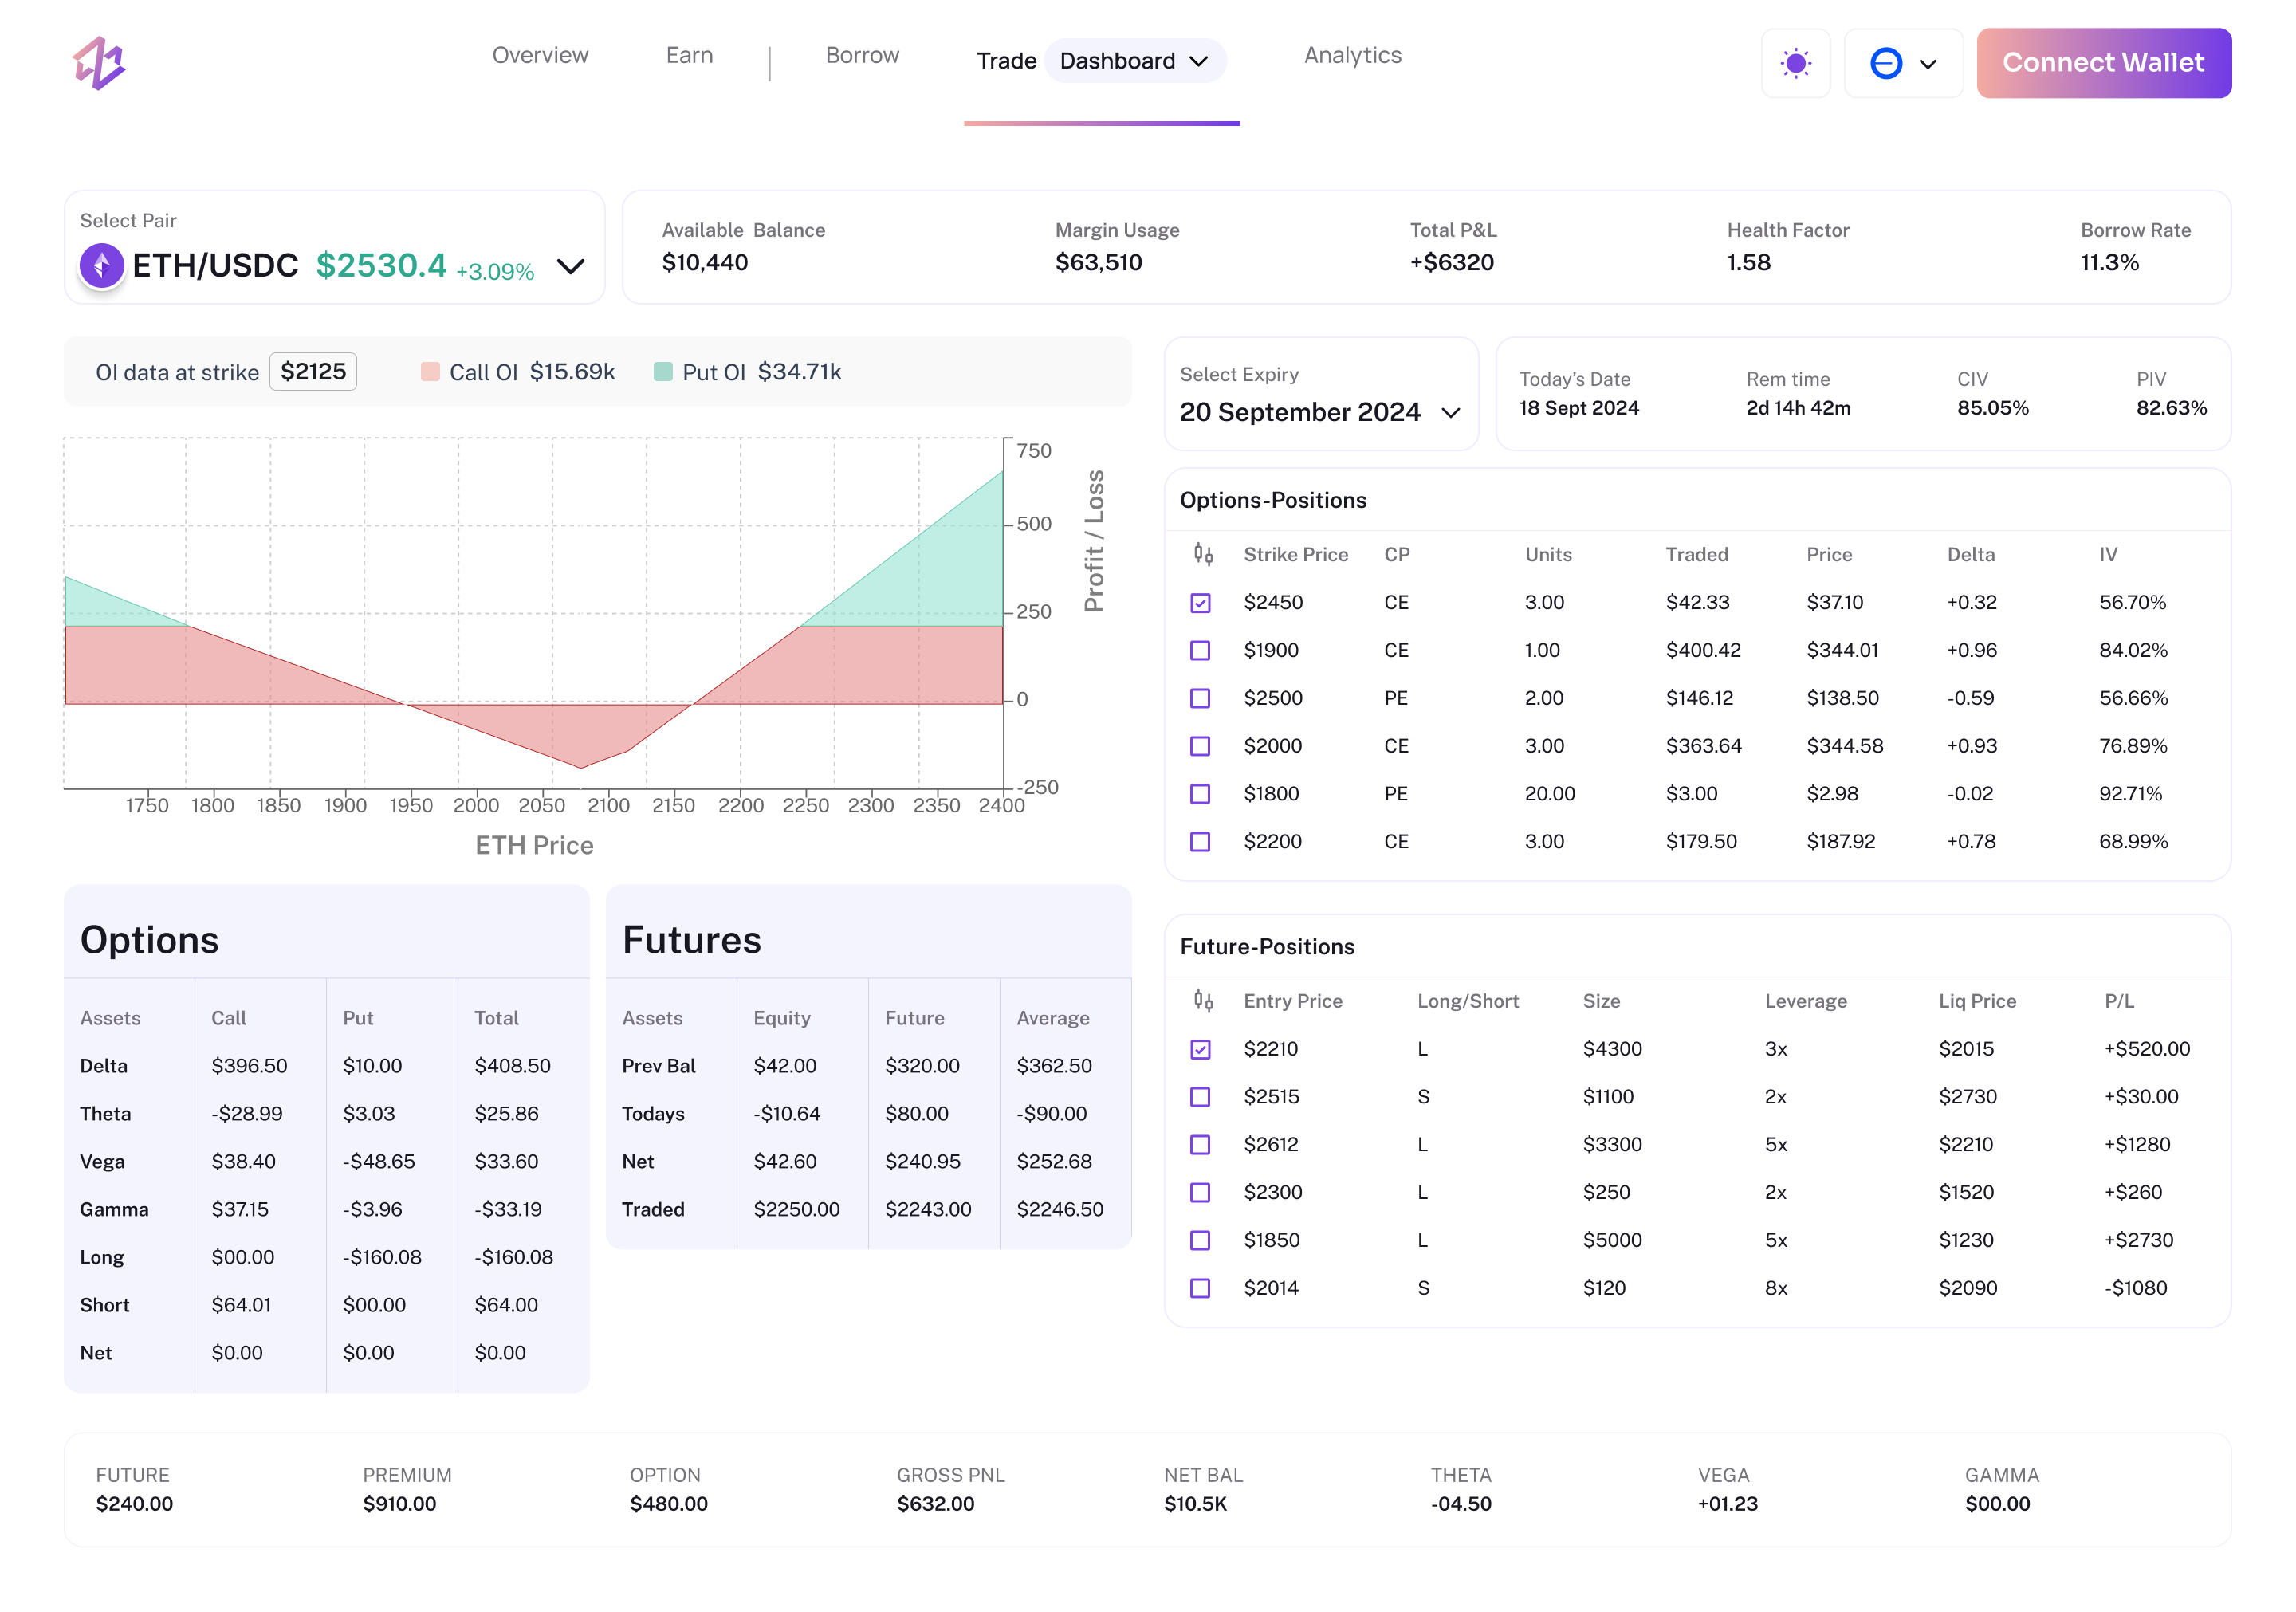 Overview Earn Borrow Trade Dashboard Analytics Connect Wallet
Select Pair
ETH/USDC $2530.4 +3.09%
Available Balance Margin Usage Total P&L Health Factor Borrow Rate
$10,440 $63,510 +$6320 1.58 11.3%
OI data at strike $2125 Call OI $15.69k Put OI $34.71k
750
500
250
0
-250
Profit / Loss
1750 1800 1850 1900 1950 2000 2050 2100 2150 2200 2250 2300 2350 2400
ETH Price
Select Expiry
20 September 2024
Today's Date Rem time CIV PIV
18 Sept 2024 2d 14h 42m 85.05% 82.63%
Options-Positions
Strike Price CP Units Traded Price Delta IV
$2450 CE 3.00 $42.33 $37.10 +0.32 56.70%
$1900 CE 1.00 $400.42 $344.01 +0.96 84.02%
$2500 PE 2.00 $146.12 $138.50 -0.59 56.66%
$2000 CE 3.00 $363.64 $344.58 +0.93 76.89%
$1800 PE 20.00 $3.00 $2.98 -0.02 92.71%
$2200 CE 3.00 $179.50 $187.92 +0.78 68.99%
Options
Assets Call Put Total
Delta $396.50 $10.00 $408.50
Theta -$28.99 $3.03 $25.86
Vega $38.40 -$48.65 $33.60
Gamma $37.15 -$3.96 -$33.19
Long $00.00 -$160.08 -$160.08
Short $64.01 $00.00 $64.00
Net $0.00 $0.00 $0.00
Futures
Assets Equity Future Average
Prev Bal $42.00 $320.00 $362.50
Todays -$10.64 $80.00 -$90.00
Net $42.60 $240.95 $252.68
Traded $2250.00 $2243.00 $2246.50
Future-Positions
Entry Price Long/Short Size Leverage Liq Price P/L
$2210 L $4300 3x $2015 +$520.00
$2515 S $1100 2x $2730 +$30.00
$2612 L $3300 5x $2210 +$1280
$2300 L $250 2x $1520 +$260
$1850 L $5000 5x $1230 +$2730
$2014 S $120 8x $2090 -$1080
FUTURE PREMIUM OPTION GROSS PNL NET BAL THETA VEGA GAMMA
$240.00 $910.00 $480.00 $632.00 $10.5K -04.50 +01.23 $00.00